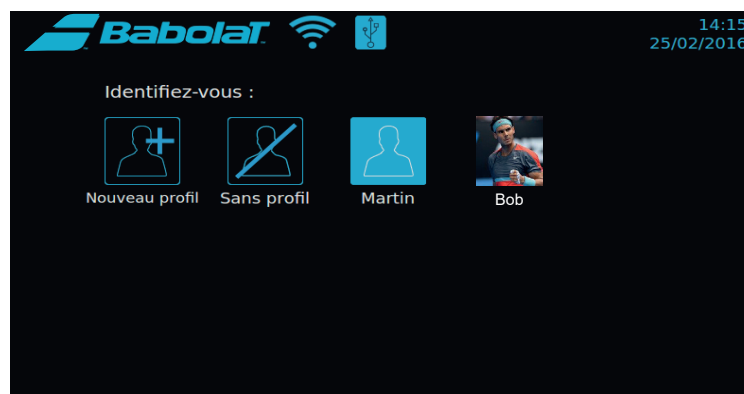 Babolat
14:15
25/02/2016
Identifiez-vous :
Nouveau profil
Sans profil
Martin
Bob